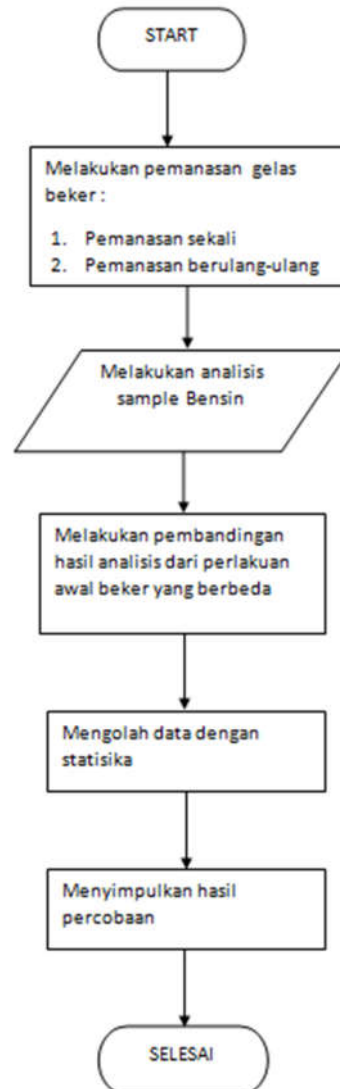 START
Melakukan pemanasan gelas
beker :
1. Pemanasan sekali
2. Pemanasan berulang-ulang
Melakukan analisis
sample Bensin
Melakukan pembandingan
hasil analisis dari perlakuan
awal beker yang berbeda
Mengolah data dengan
statisika
Menyimpulkan hasil
percobaan
SELESAI